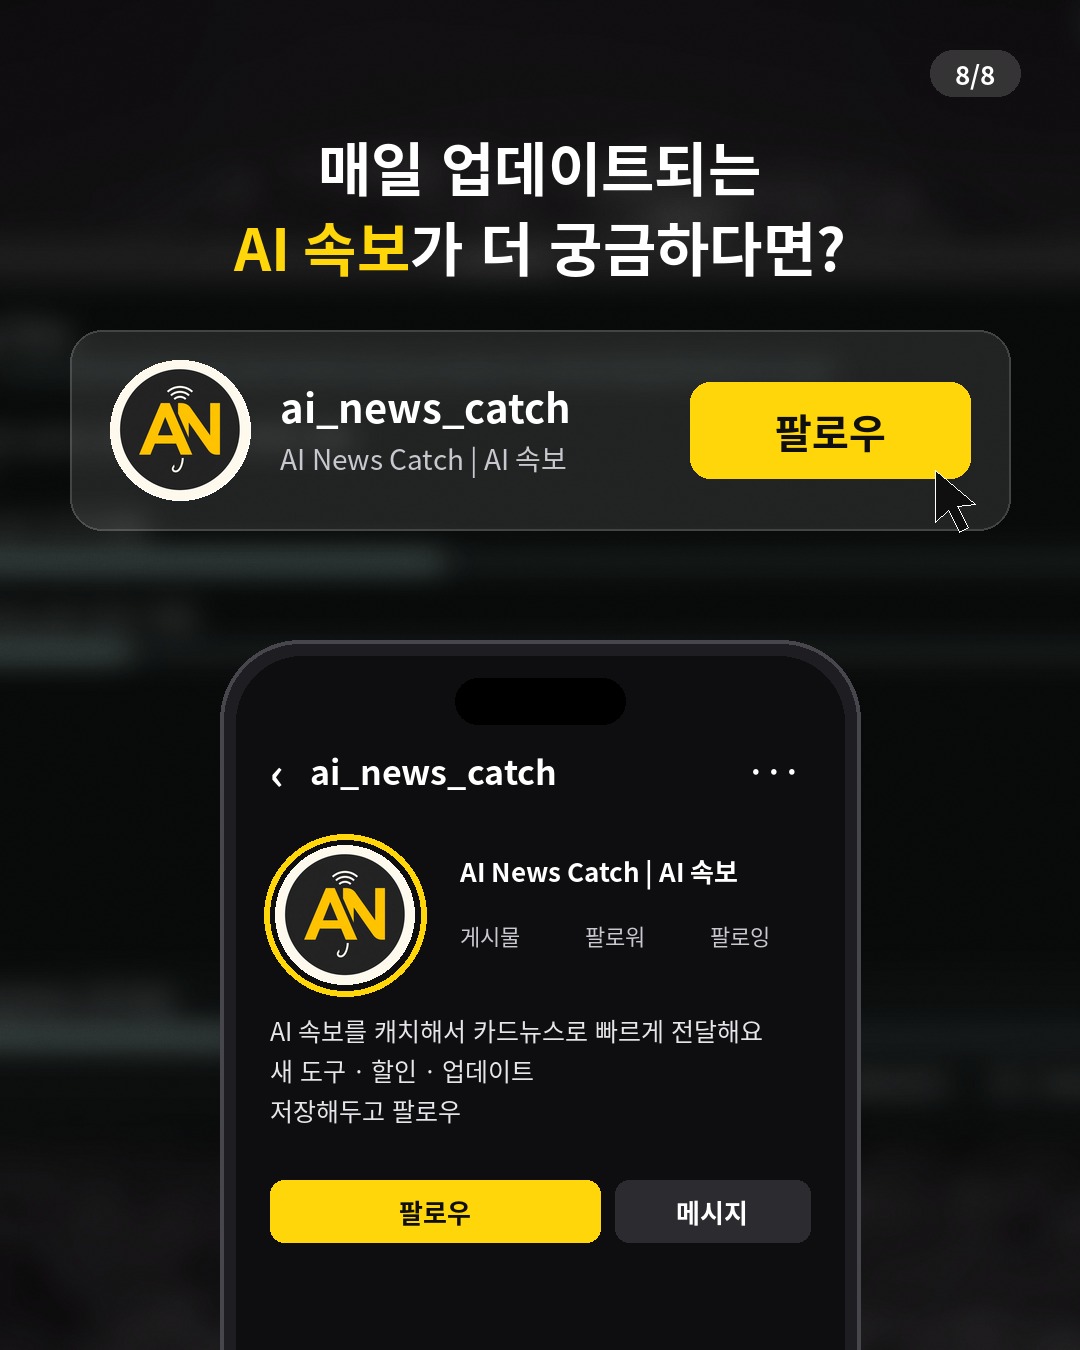 8/8
매일 업데이트되는
AI 속보가 더 궁금하다면?
AN
ai_news_catch
AI News Catch | AI 속보
팔로우
‹ ai_news_catch ···
AN
AI News Catch | AI 속보
게시물 팔로워 팔로잉
AI 속보를 캐치해서 카드뉴스로 빠르게 전달해요
새 도구 · 할인 · 업데이트
저장해두고 팔로우
팔로우 메시지